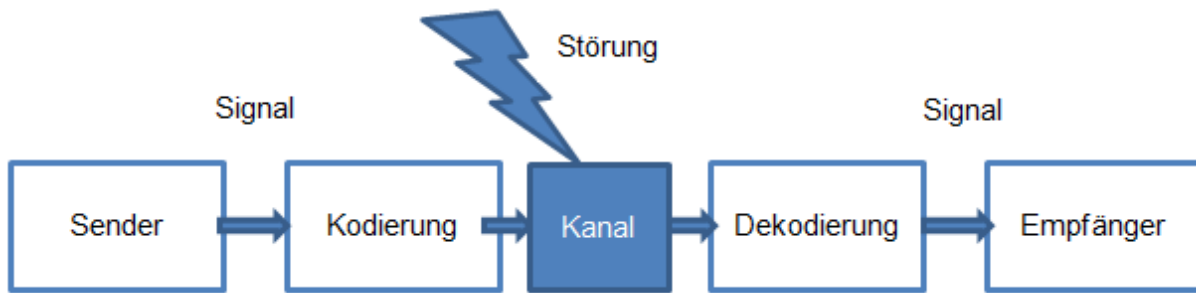 Störung
Signal
Signal
Sender
Kodierung
Kanal
Dekodierung
Empfänger